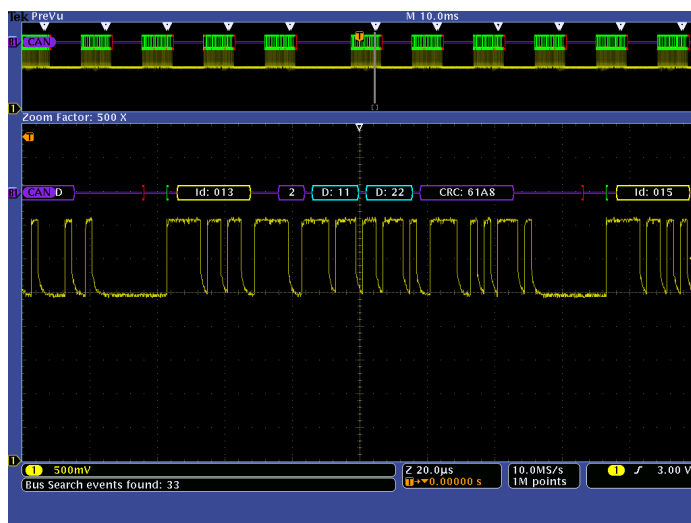 Tek PreVu M 10.0ms
B1 CAN
1
Zoom Factor: 500 X
T
B1 CAN D Id: 013 2 D: 11 D: 22 CRC: 61A8 Id: 015
1
1 500mV Z 20.0µs 10.0MS/s 1 3.00 V
T→▼0.00000 s 1M points
Bus Search events found: 33